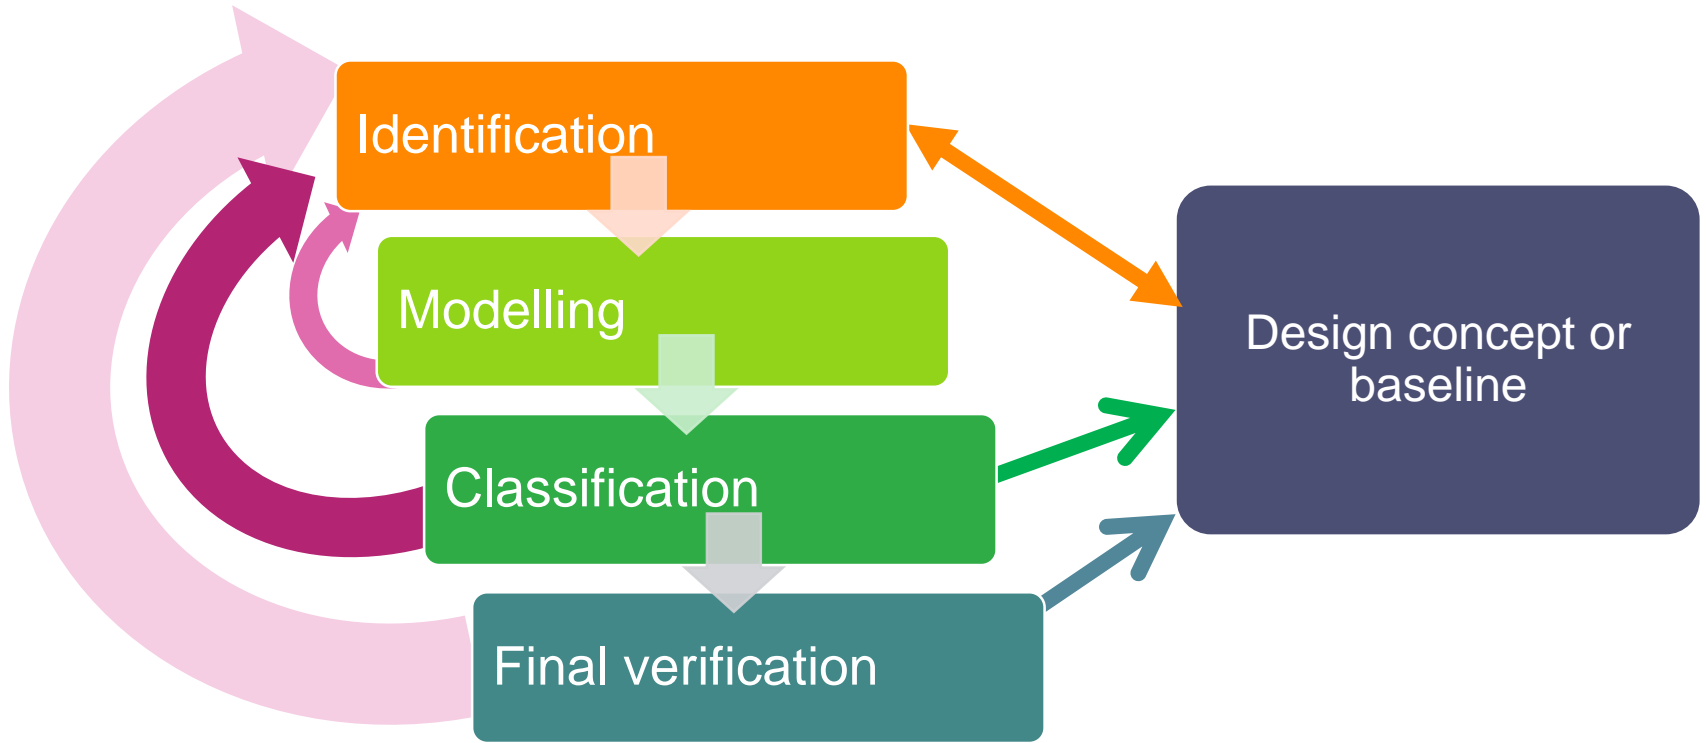 Identification
Modelling
Classification
Final verification
Design concept or
baseline